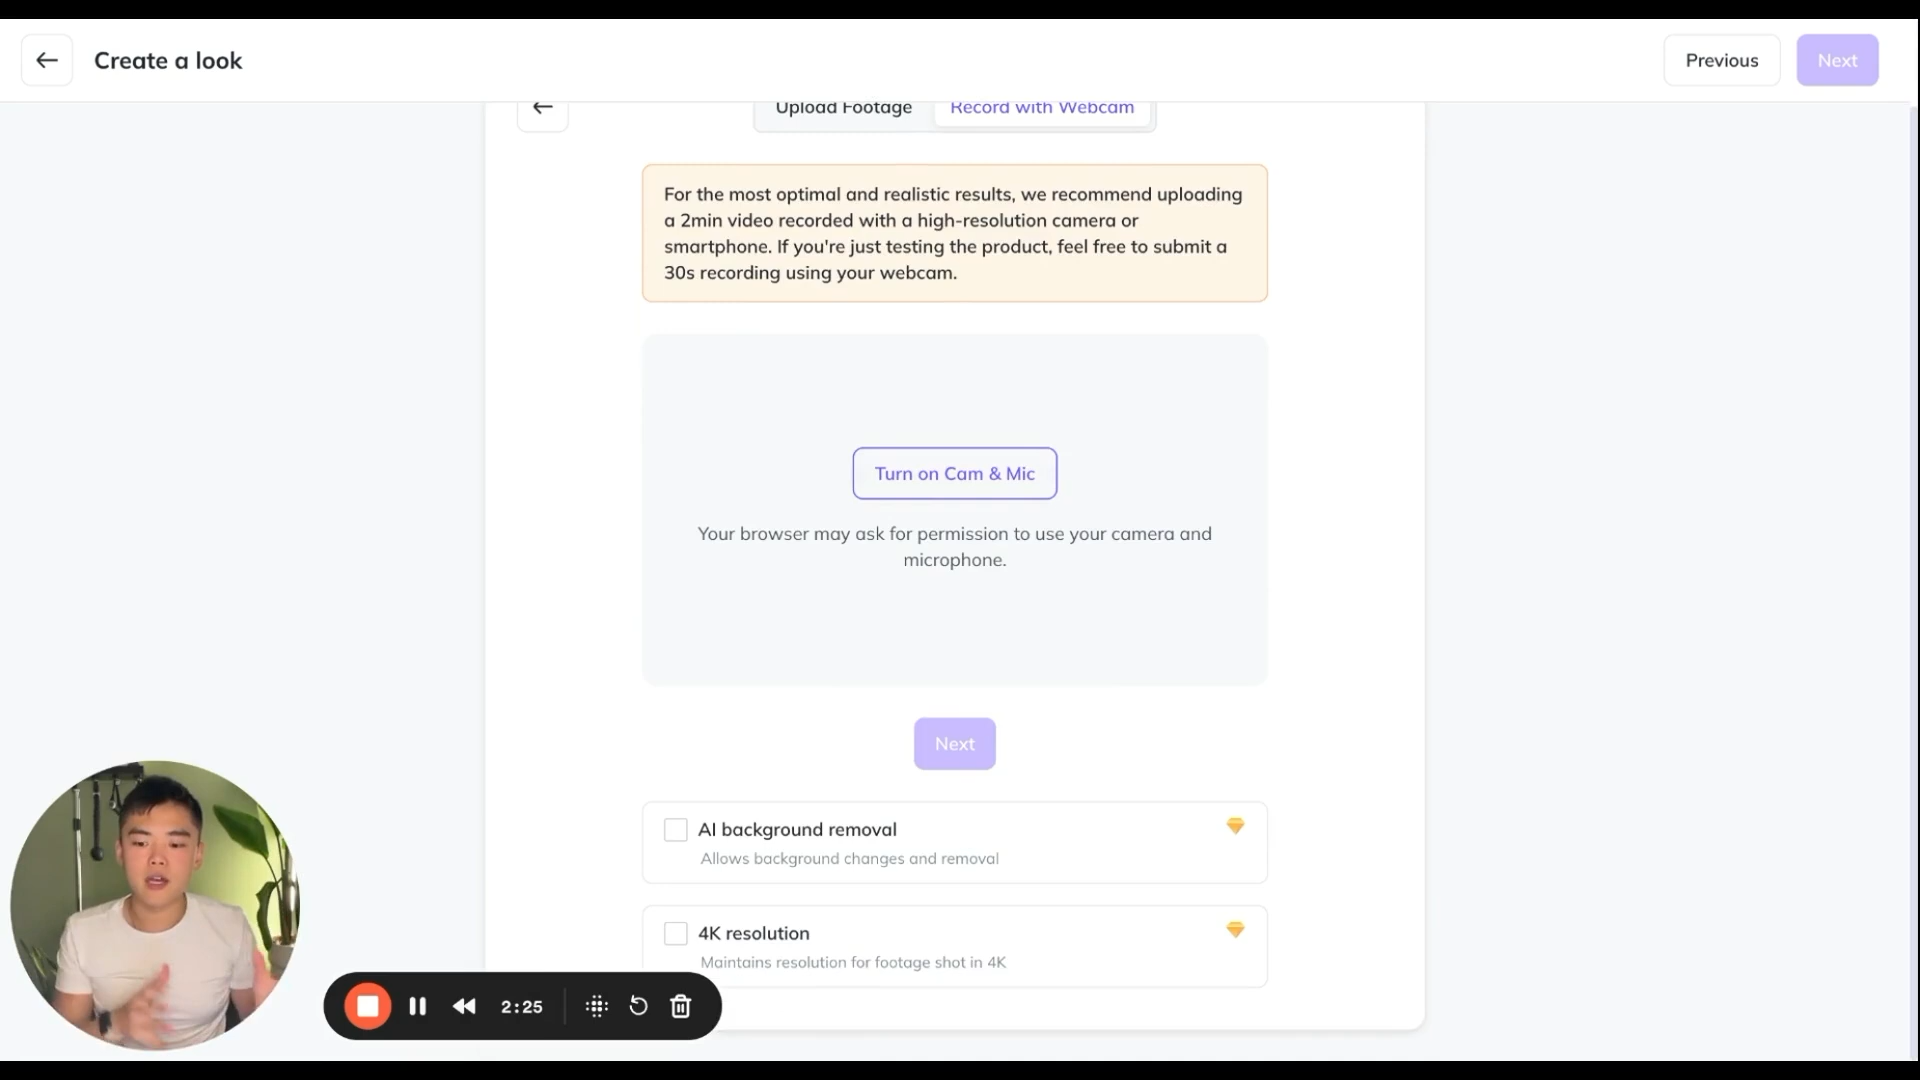 Create a look
Previous
Next
Upload Footage
Record with Webcam
For the most optimal and realistic results, we recommend uploading
a 2min video recorded with a high-resolution camera or
smartphone. If you're just testing the product, feel free to submit a
30s recording using your webcam.
Turn on Cam & Mic
Your browser may ask for permission to use your camera and
microphone.
Next
AI background removal
Allows background changes and removal
4K resolution
Maintains resolution for footage shot in 4K
2:25